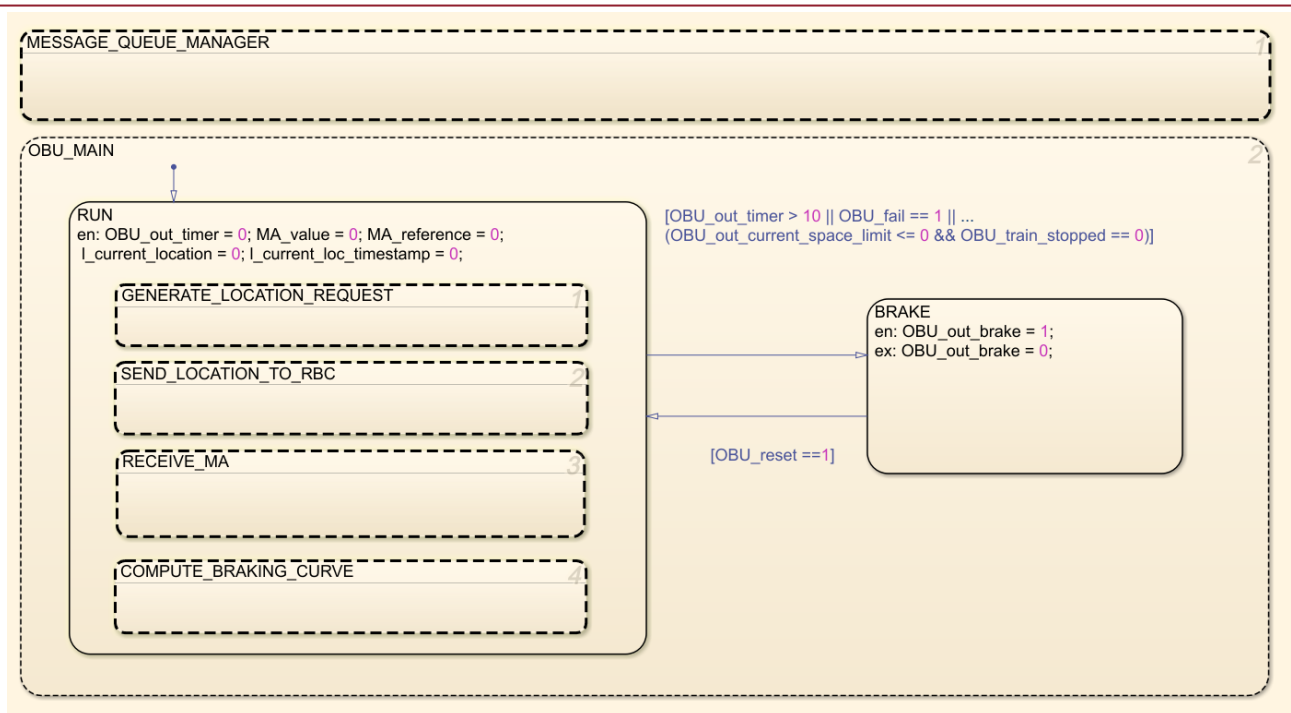 MESSAGE_QUEUE_MANAGER
1
OBU_MAIN
2
RUN
en: OBU_out_timer = 0; MA_value = 0; MA_reference = 0;
l_current_location = 0; l_current_loc_timestamp = 0;
[OBU_out_timer > 10 || OBU_fail == 1 || ...
(OBU_out_current_space_limit <= 0 && OBU_train_stopped == 0)]
GENERATE_LOCATION_REQUEST
1
SEND_LOCATION_TO_RBC
2
RECEIVE_MA
3
COMPUTE_BRAKING_CURVE
4
BRAKE
en: OBU_out_brake = 1;
ex: OBU_out_brake = 0;
[OBU_reset ==1]